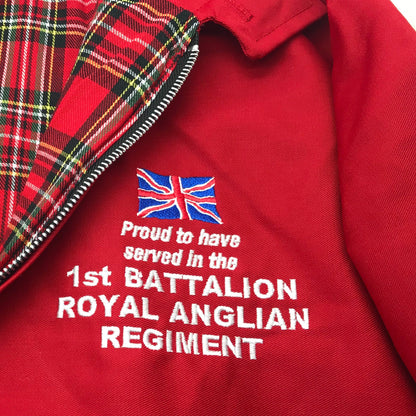 Proud to have
served in the
1st BATTALION
ROYAL ANGLIAN
REGIMENT